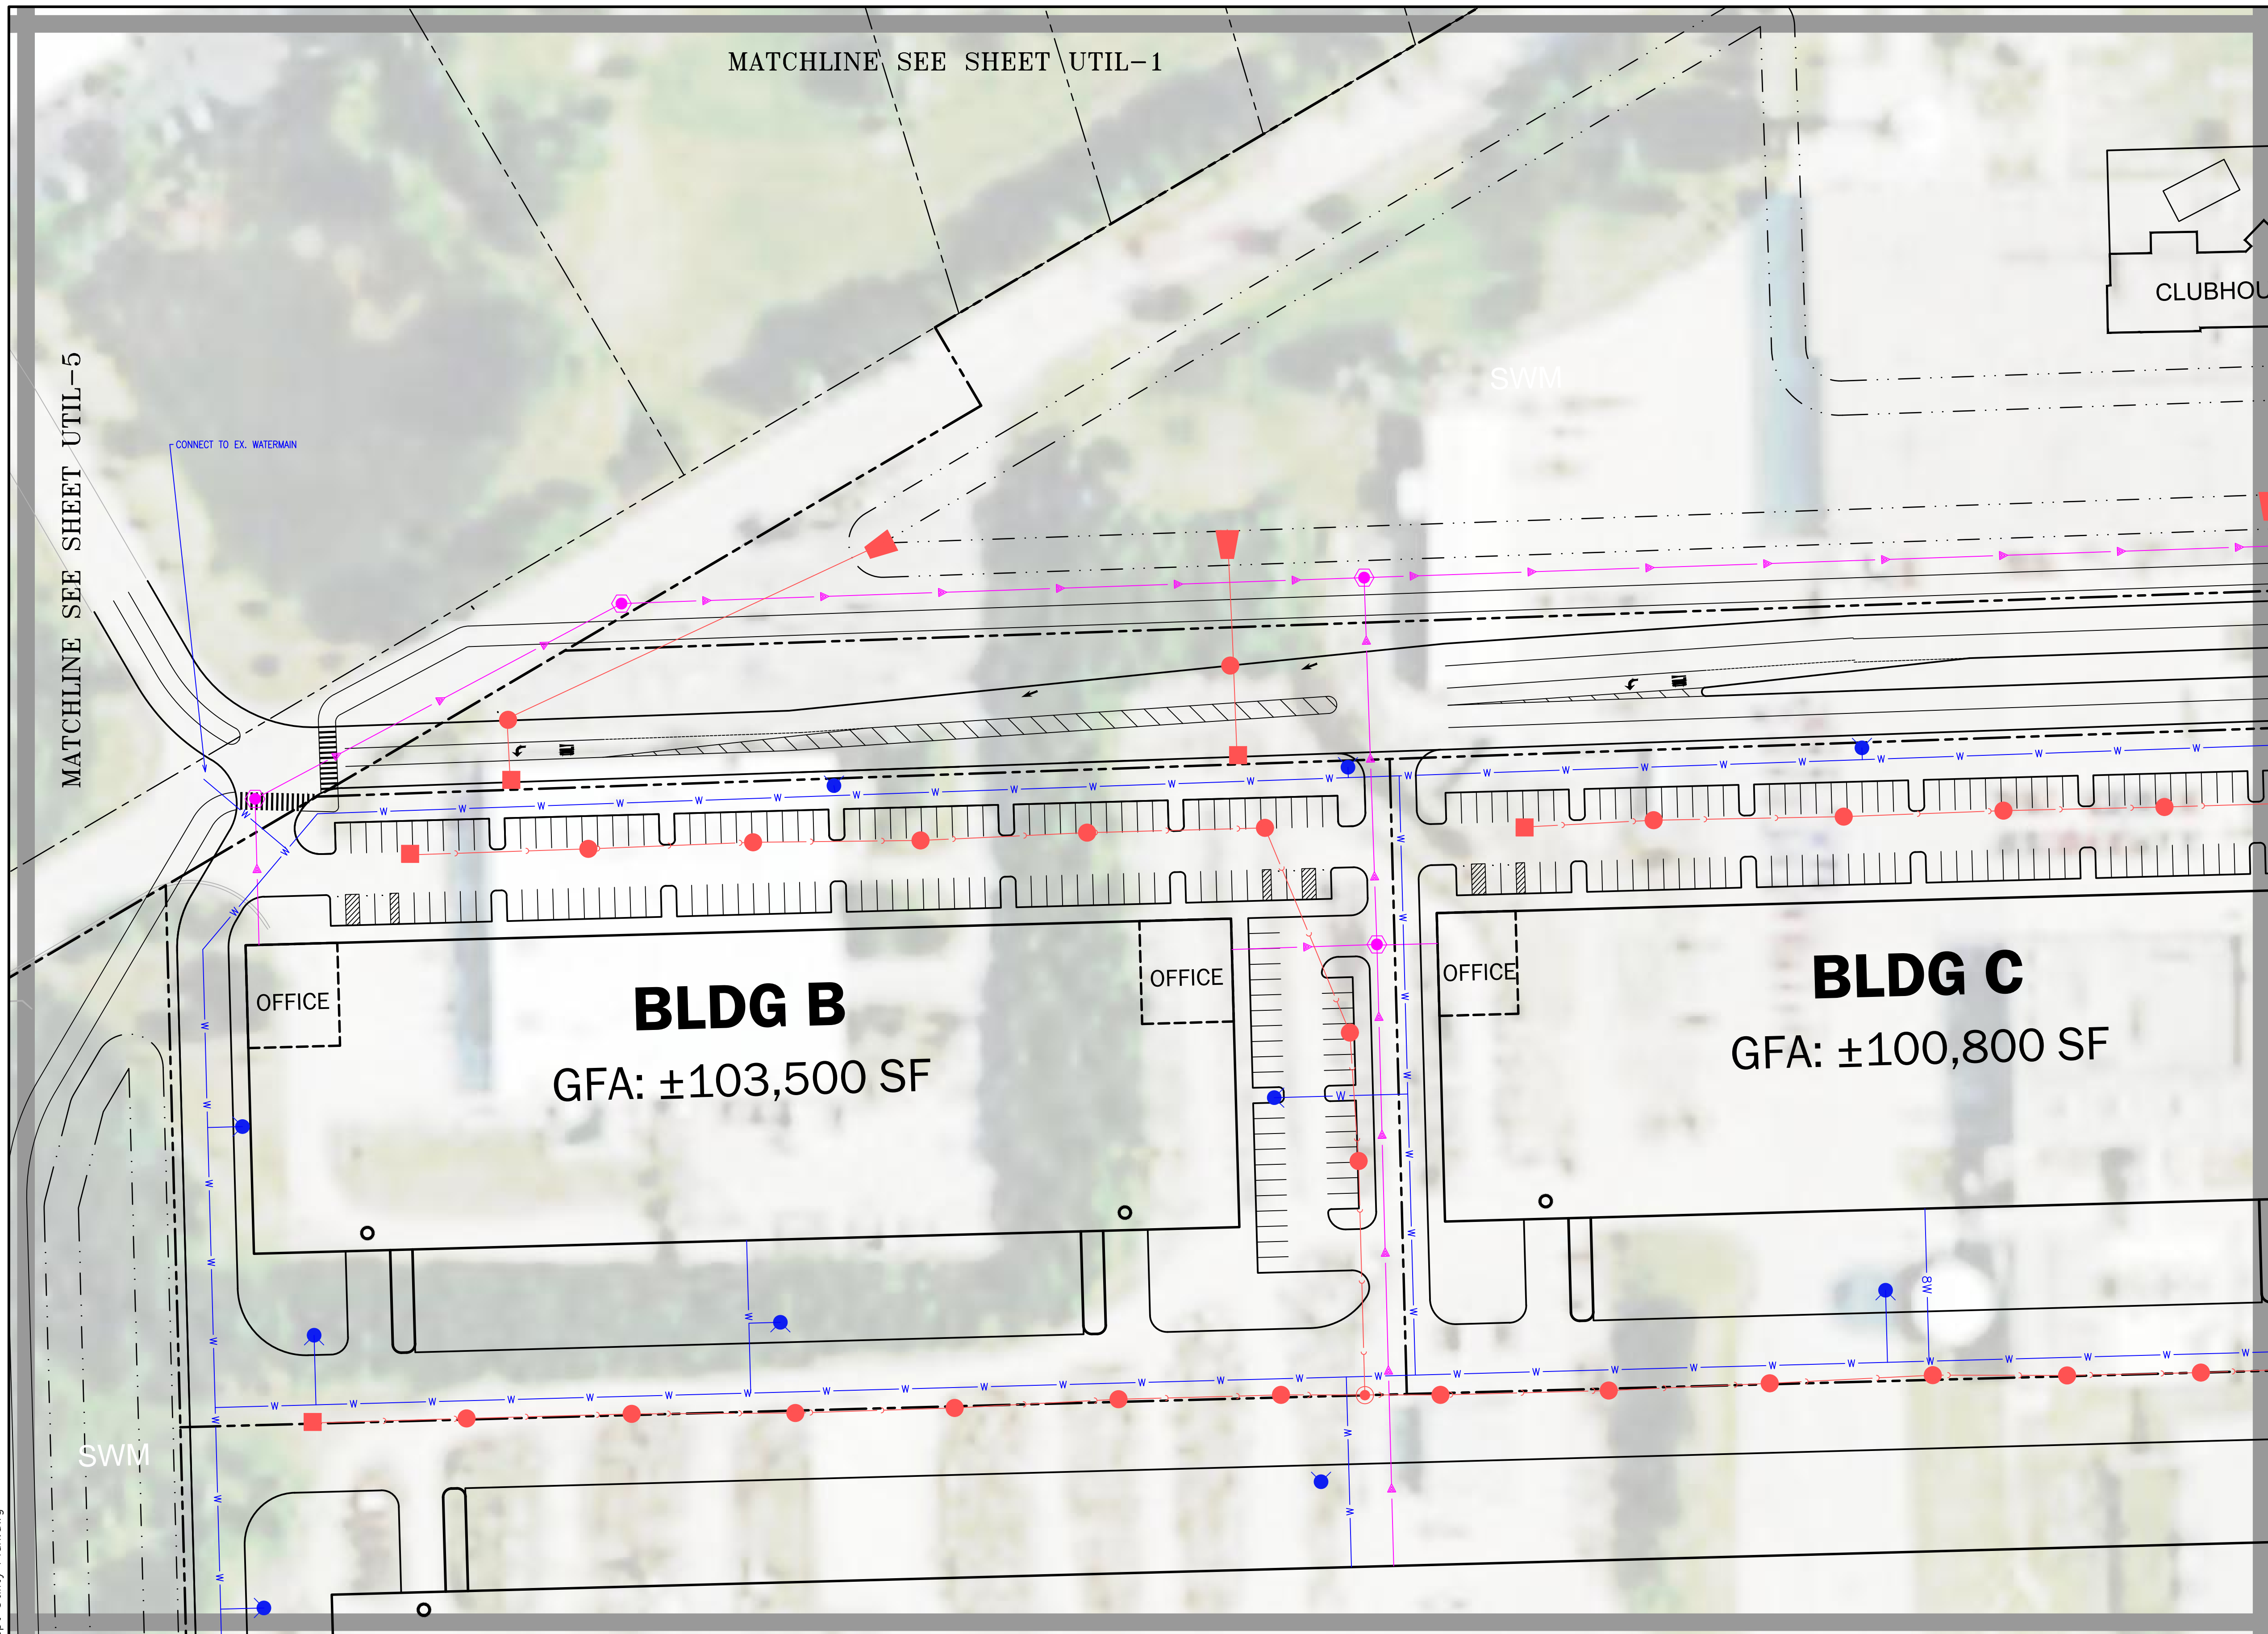 MATCHLINE SEE SHEET UTIL-1
MATCHLINE SEE SHEET UTIL-5
CONNECT TO EX. WATERMAIN
SWM
CLUBHOU
OFFICE
BLDG B
GFA: ±103,500 SF
OFFICE
OFFICE
BLDG C
GFA: ±100,800 SF
8W
SWM